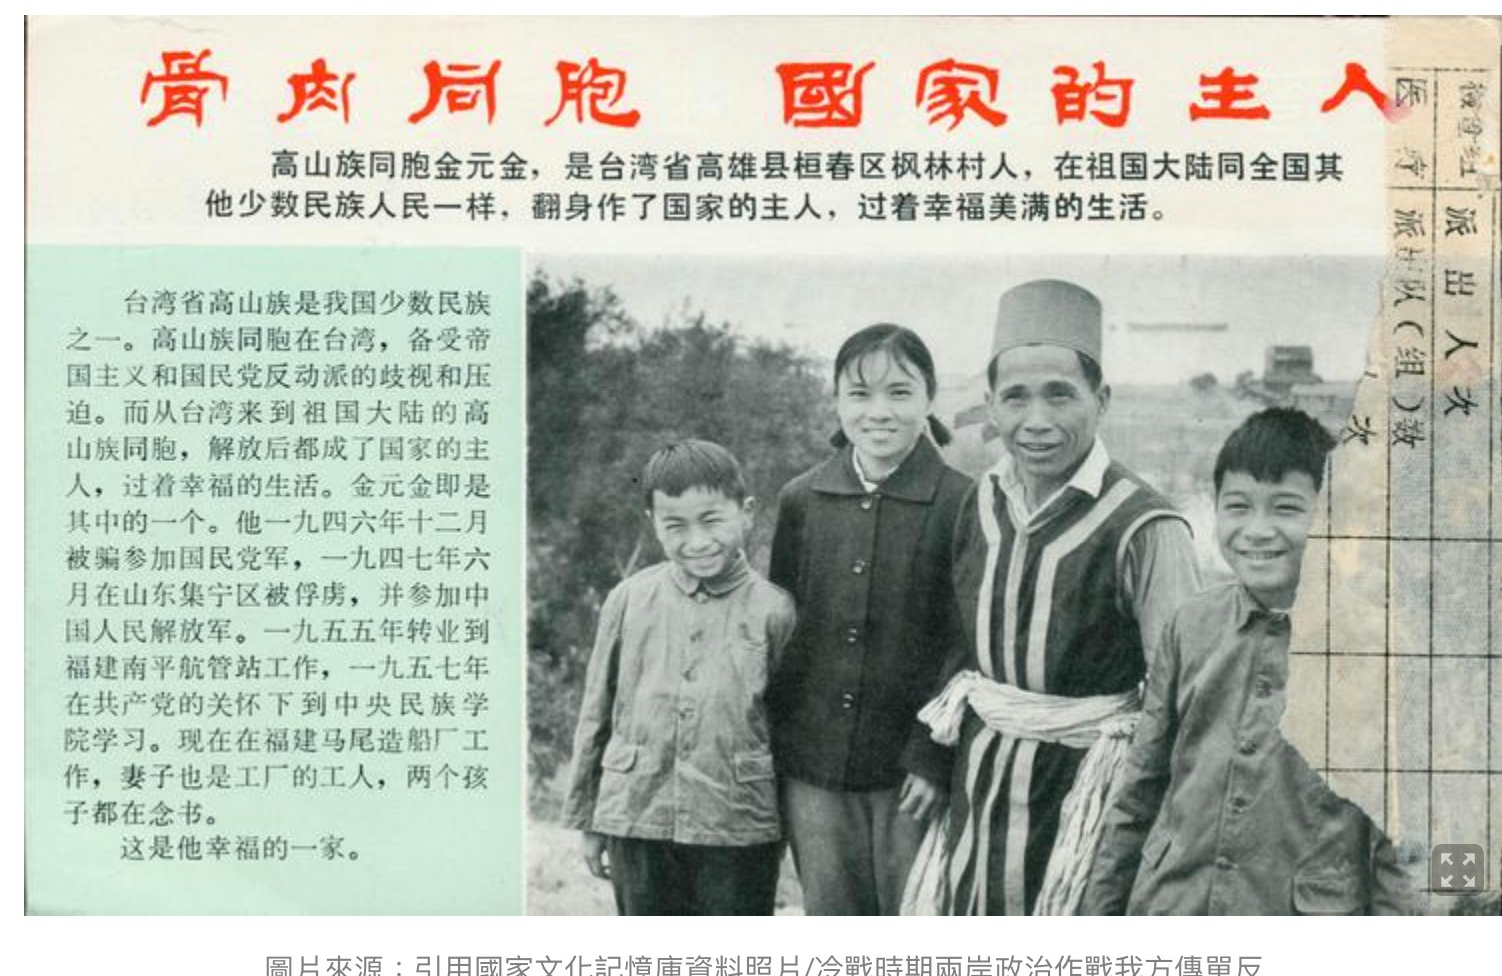 骨肉同胞 國家的主人
高山族同胞金元金，是台湾省高雄县桓春区枫林村人，在祖国大陆同全国其
他少数民族人民一样，翻身作了国家的主人，过着幸福美满的生活。
台湾省高山族是我国少数民族
之一。高山族同胞在台湾，备受帝
国主义和国民党反动派的歧视和压
迫。而从台湾来到祖国大陆的高
山族同胞，解放后都成了国家的主
人，过着幸福的生活。金元金即是
其中的一个。他一九四六年十二月
被骗参加国民党军，一九四七年六
月在山东集宁区被俘虏，并参加中
国人民解放军。一九五五年转业到
福建南平航管站工作，一九五七年
在共产党的关怀下到中央民族学
院学习。现在在福建马尾造船厂工
作，妻子也是工厂的工人，两个孩
子都在念书。
这是他幸福的一家。
派出人次
医疗
队（组）数
次
圖片來源：引用國家文化記憶庫資料照片/冷戰時期兩岸政治作戰我方傳單反